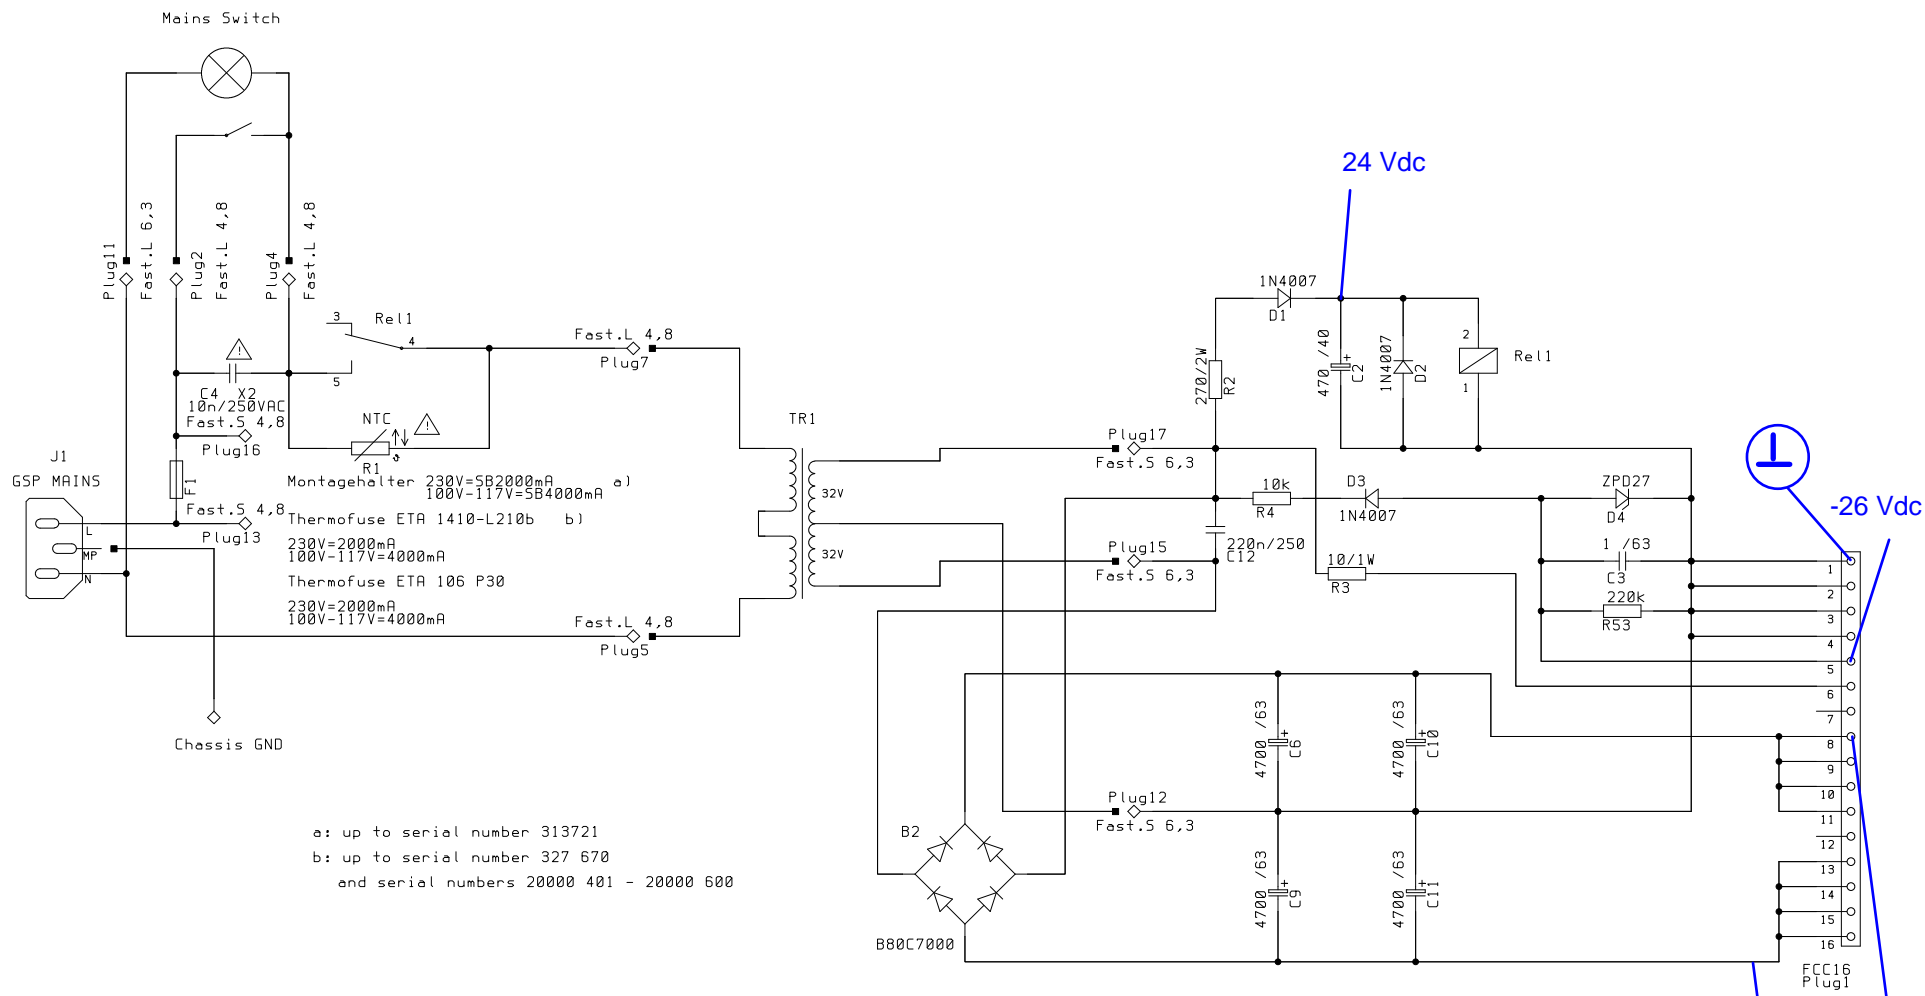 Mains Switch
24 Vdc
Plug11
Fast.L 6,3
Plug2
Fast.L 4,8
Plug4
Fast.L 4,8
3
Rel1
4
5
Fast.L 4,8
Plug7
C4 X2
10n/250VAC
Fast.S 4,8
Plug16
NTC
R1
J1
GSP MAINS
L
MP
N
F1
Fast.S 4,8
Plug13
Montagehalter 230V=SB2000mA a)
100V-117V=SB4000mA
Thermofuse ETA 1410-L210b b)
230V=2000mA
100V-117V=4000mA
Thermofuse ETA 106 P30
230V=2000mA
100V-117V=4000mA
Fast.L 4,8
Plug5
Chassis GND
TR1
32V
32V
1N4007
D1
270/2W
R2
470 /40
+
C2
1N4007
D2
2
1
Rel1
Plug17
Fast.S 6,3
10k
R4
D3
1N4007
ZPD27
D4
-26 Vdc
220n/250
C12
Plug15
Fast.S 6,3
10/1W
R3
1 /63
C3
220k
R53
1
2
3
4
5
6
7
8
9
10
11
12
13
14
15
16
FCC16
Plug1
4700 /63
+
C6
4700 /63
+
C10
Plug12
Fast.S 6,3
B2
B80C7000
4700 /63
+
C9
4700 /63
+
C11
a: up to serial number 313721
b: up to serial number 327 670
and serial numbers 20000 401 - 20000 600